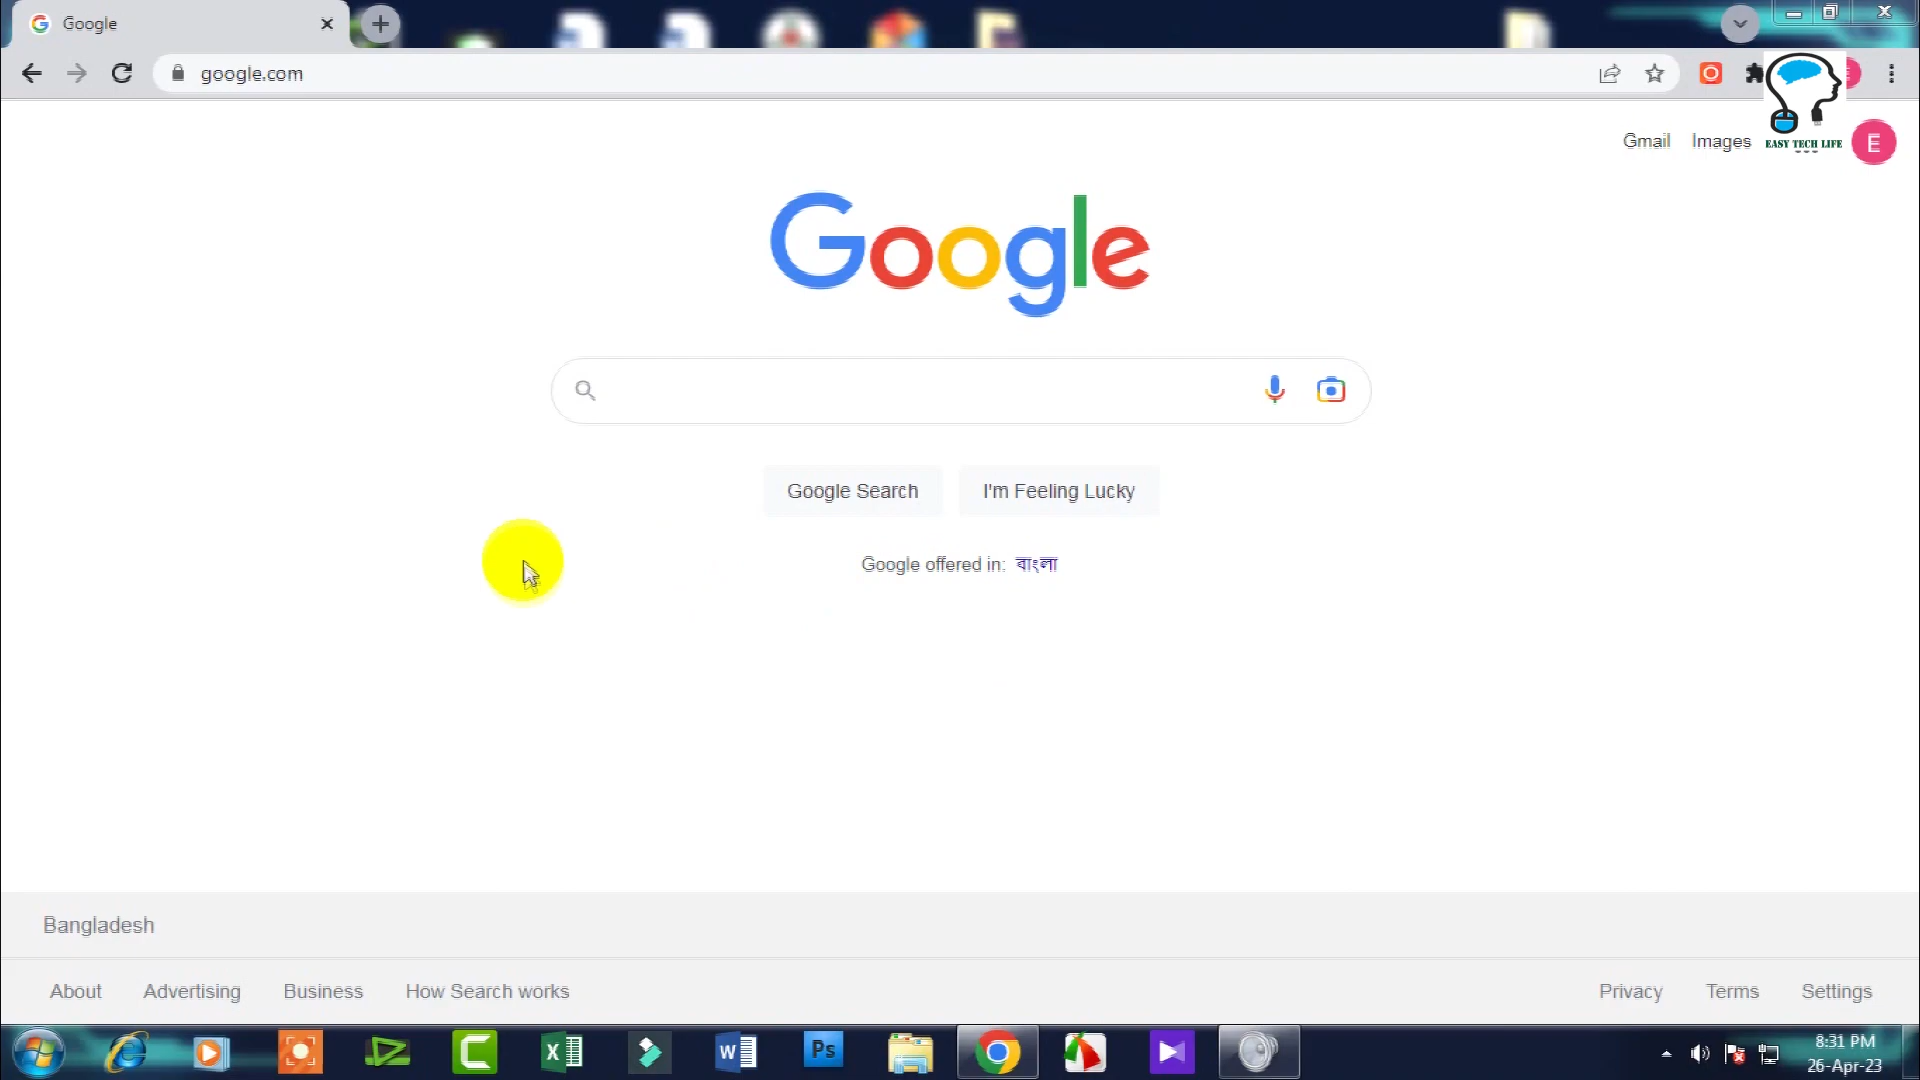 Google
google.com
Gmail Images EASY TECH LIFE E
Google
Google Search I'm Feeling Lucky
Google offered in: বাংলা
Bangladesh
About Advertising Business How Search works Privacy Terms Settings
Ps
8:31 PM
26-Apr-23